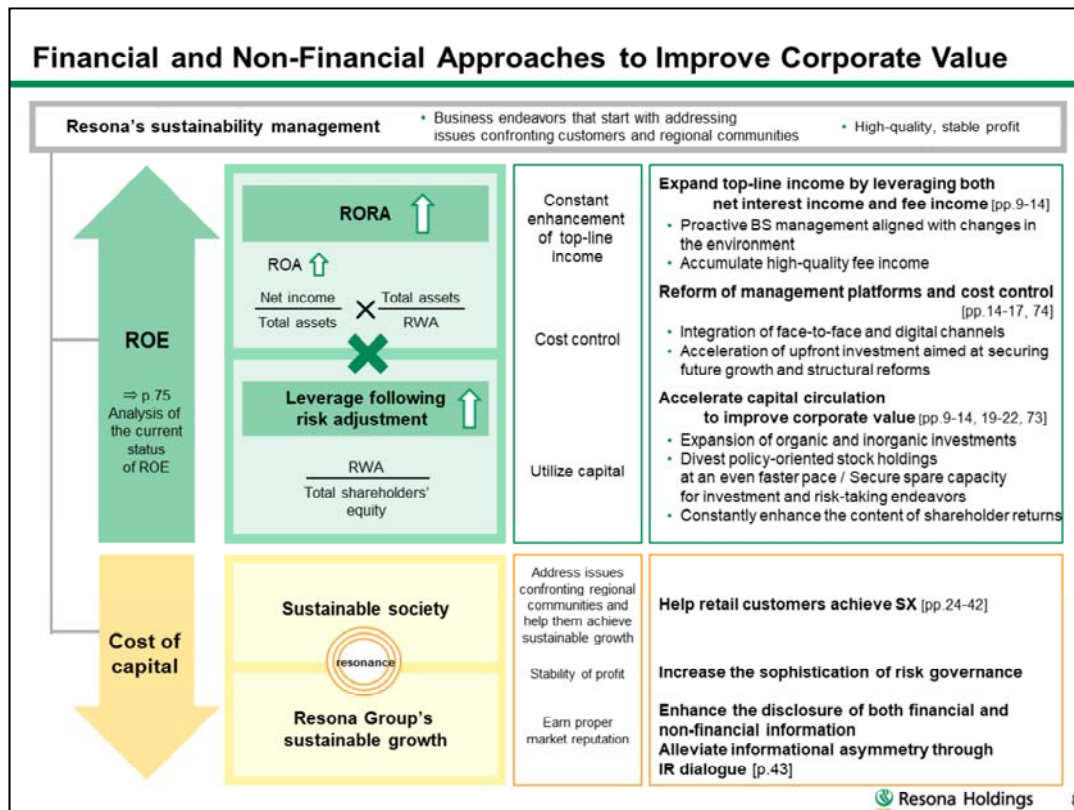 Financial and Non-Financial Approaches to Improve Corporate Value
Resona's sustainability management
• Business endeavors that start with addressing
issues confronting customers and regional communities
• High-quality, stable profit
ROE
⇒ p.75
Analysis of
the current
status
of ROE
RORA
ROA
Net income
Total assets
×
Total assets
RWA
Leverage following
risk adjustment
RWA
Total shareholders'
equity
Constant
enhancement
of top-line
income
Cost control
Utilize capital
Expand top-line income by leveraging both
net interest income and fee income [pp.9-14]
• Proactive BS management aligned with changes in
the environment
• Accumulate high-quality fee income
Reform of management platforms and cost control
[pp.14-17, 74]
• Integration of face-to-face and digital channels
• Acceleration of upfront investment aimed at securing
future growth and structural reforms
Accelerate capital circulation
to improve corporate value [pp.9-14, 19-22, 73]
• Expansion of organic and inorganic investments
• Divest policy-oriented stock holdings
at an even faster pace / Secure spare capacity
for investment and risk-taking endeavors
• Constantly enhance the content of shareholder returns
Cost of
capital
Sustainable society
resonance
Resona Group's
sustainable growth
Address issues
confronting regional
communities and
help them achieve
sustainable growth
Stability of profit
Earn proper
market reputation
Help retail customers achieve SX [pp.24-42]
Increase the sophistication of risk governance
Enhance the disclosure of both financial and
non-financial information
Alleviate informational asymmetry through
IR dialogue [p.43]
Resona Holdings